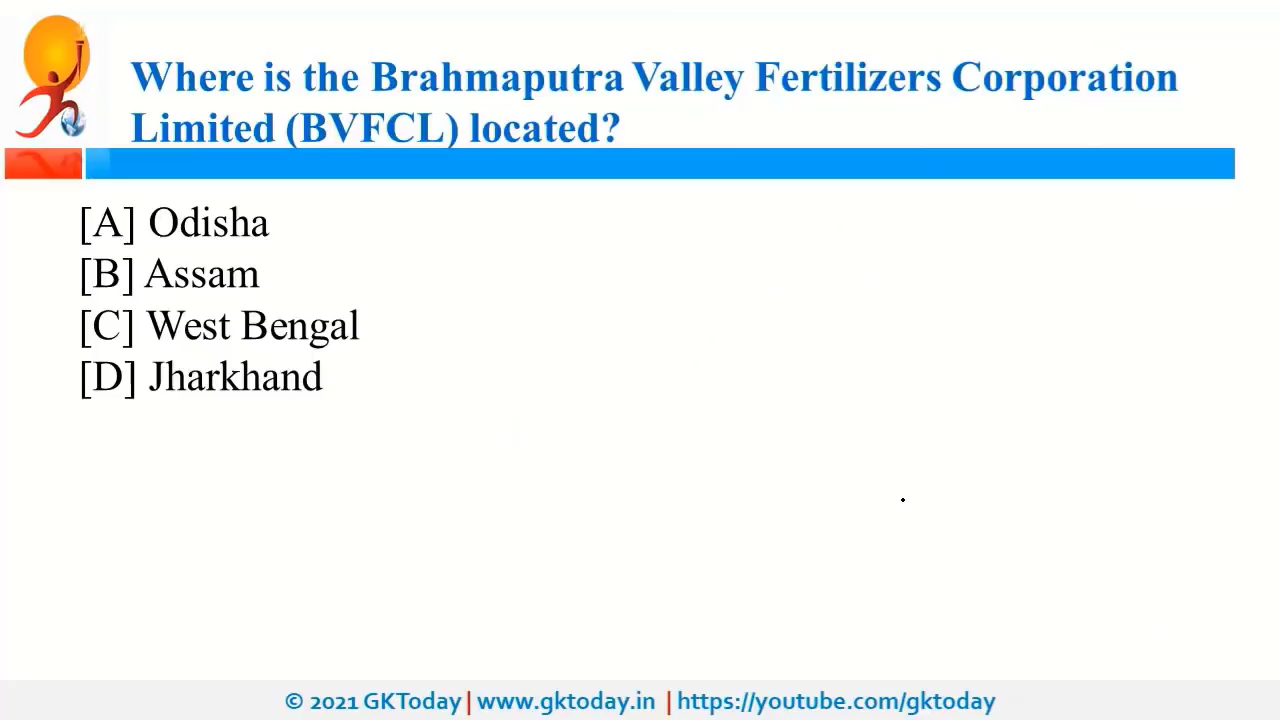 Where is the Brahmaputra Valley Fertilizers Corporation
Limited (BVFCL) located?
[A] Odisha
[B] Assam
[C] West Bengal
[D] Jharkhand
© 2021 GKToday | www.gktoday.in | https://youtube.com/gktoday